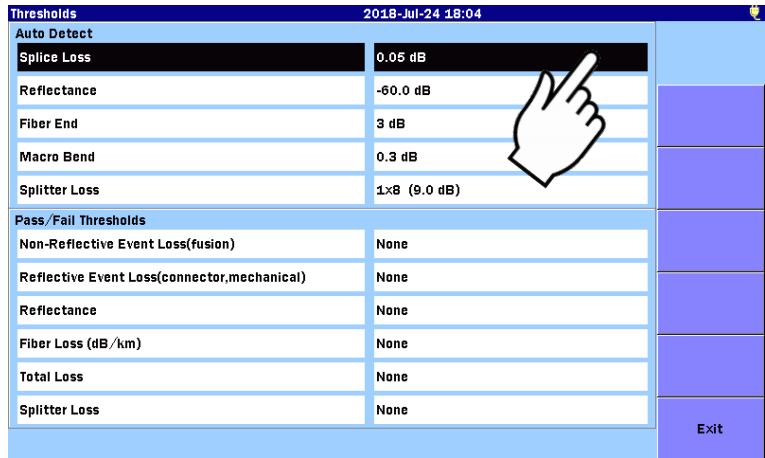 Thresholds 2018-Jul-24 18:04
Auto Detect
Splice Loss 0.05 dB
Reflectance -60.0 dB
Fiber End 3 dB
Macro Bend 0.3 dB
Splitter Loss 1×8 (9.0 dB)
Pass/Fail Thresholds
Non-Reflective Event Loss(fusion) None
Reflective Event Loss(connector,mechanical) None
Reflectance None
Fiber Loss (dB/km) None
Total Loss None
Splitter Loss None
Exit